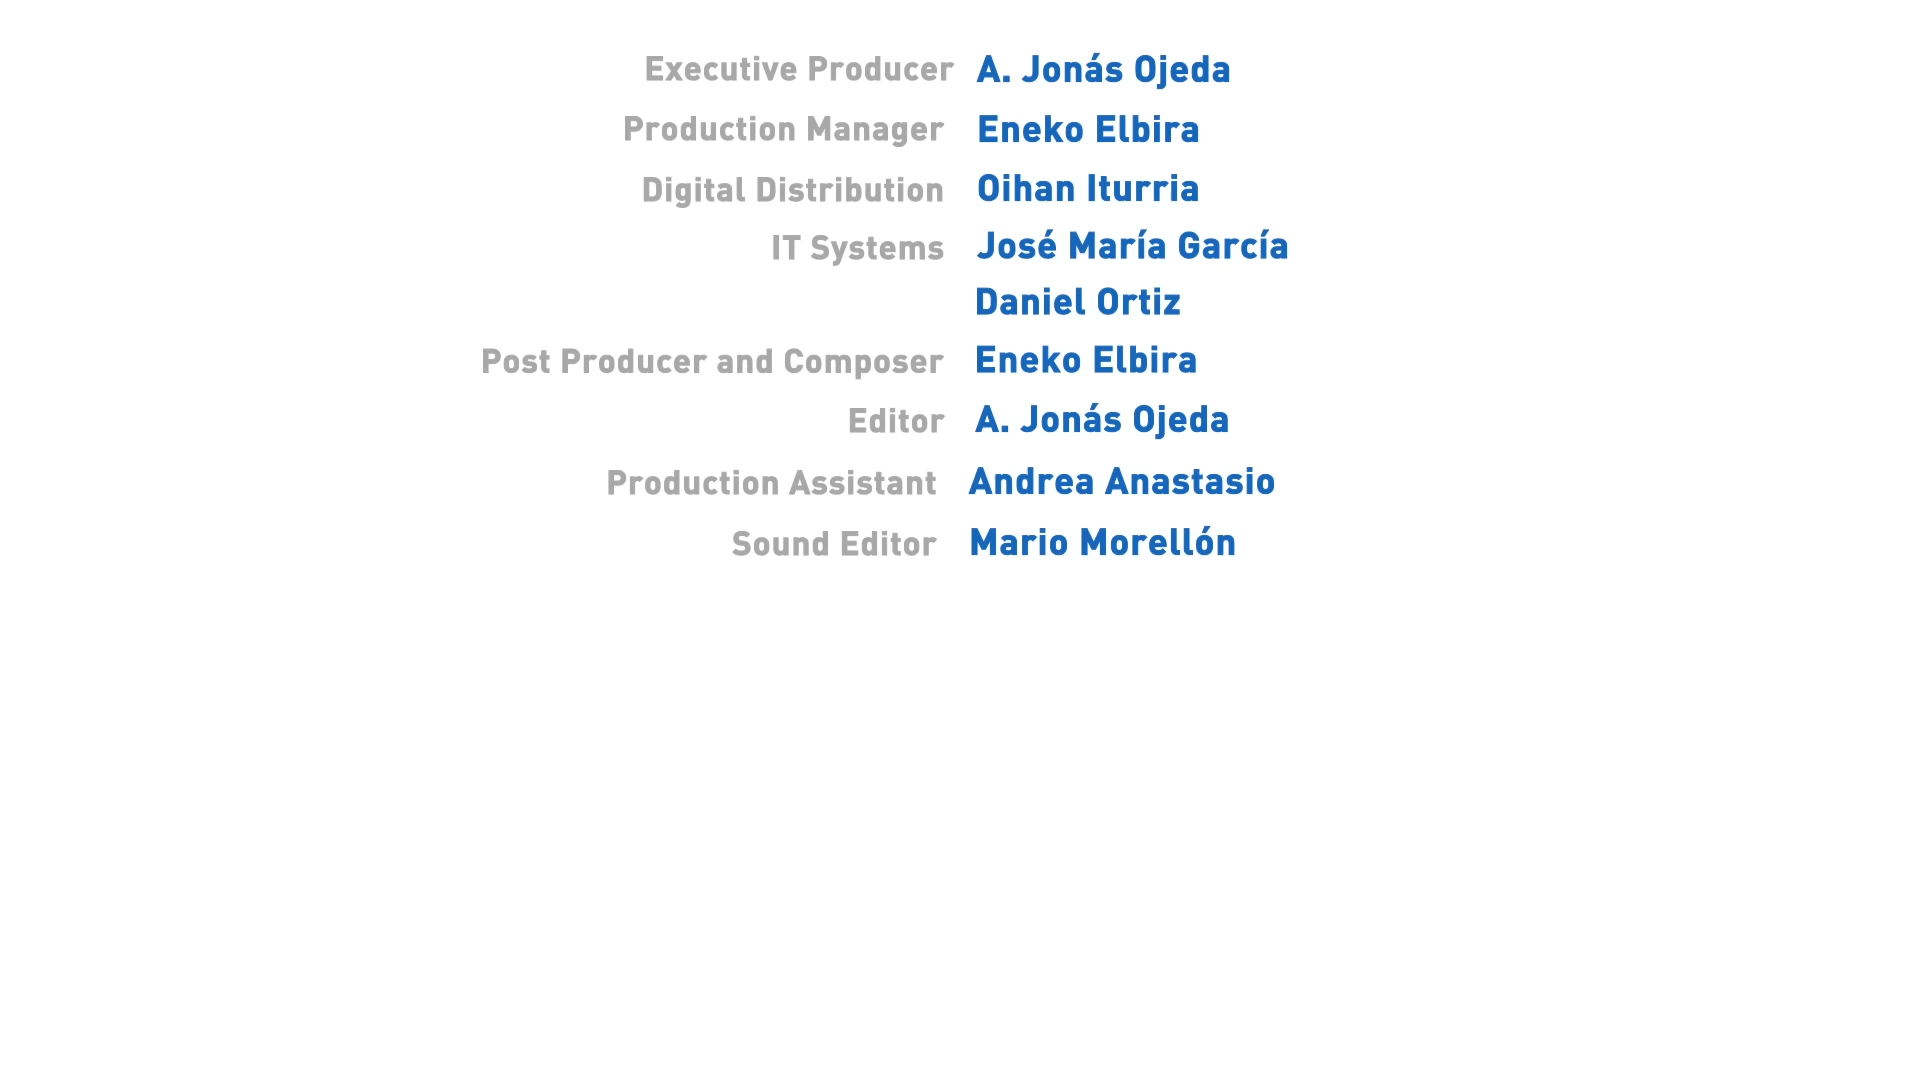 Executive Producer A. Jonás Ojeda
Production Manager Eneko Elbira
Digital Distribution Oihan Iturria
IT Systems José María García
Daniel Ortiz
Post Producer and Composer Eneko Elbira
Editor A. Jonás Ojeda
Production Assistant Andrea Anastasio
Sound Editor Mario Morellón